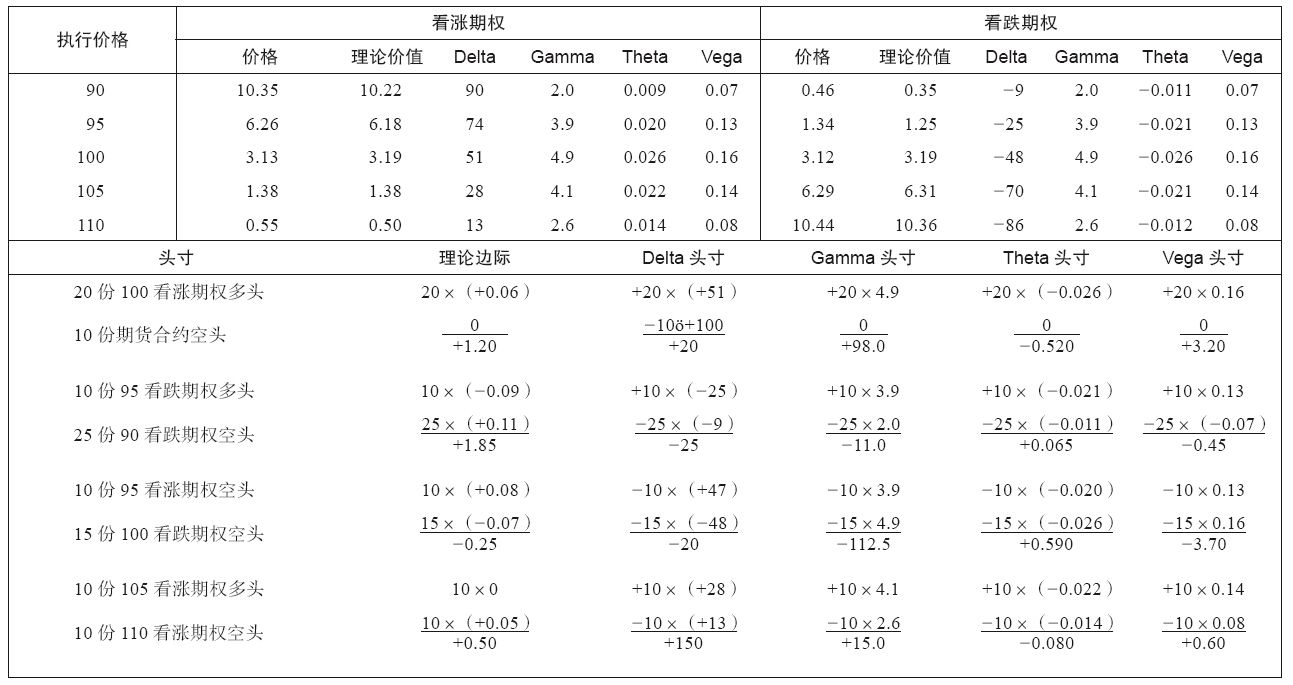 执行价格 看涨期权 看跌期权
价格 理论价值 Delta Gamma Theta Vega 价格 理论价值 Delta Gamma Theta Vega
90 10.35 10.22 90 2.0 0.009 0.07 0.46 0.35 −9 2.0 −0.011 0.07
95 6.26 6.18 74 3.9 0.020 0.13 1.34 1.25 −25 3.9 −0.021 0.13
100 3.13 3.19 51 4.9 0.026 0.16 3.12 3.19 −48 4.9 −0.026 0.16
105 1.38 1.38 28 4.1 0.022 0.14 6.29 6.31 −70 4.1 −0.021 0.14
110 0.55 0.50 13 2.6 0.014 0.08 10.44 10.36 −86 2.6 −0.012 0.08
头寸 理论边际 Delta 头寸 Gamma 头寸 Theta 头寸 Vega 头寸
20 份 100 看涨期权多头 20×（+0.06） +20×（+51） +20×4.9 +20×（−0.026） +20×0.16
10 份期货合约空头 0 −10ö+100 0 0 0
+1.20 +20 +98.0 −0.520 +3.20
10 份 95 看跌期权多头 10×（−0.09） +10×（−25） +10×3.9 +10×（−0.021） +10×0.13
25 份 90 看跌期权空头 25×（+0.11） −25×（−9） −25×2.0 −25×（−0.011） −25×（−0.07）
+1.85 −25 −11.0 +0.065 −0.45
10 份 95 看涨期权空头 10×（+0.08） −10×（+47） −10×3.9 −10×（−0.020） −10×0.13
15 份 100 看跌期权空头 15×（−0.07） −15×（−48） −15×4.9 −15×（−0.026） −15×0.16
−0.25 −20 −112.5 +0.590 −3.70
10 份 105 看涨期权多头 10×0 +10×（+28） +10×4.1 +10×（−0.022） +10×0.14
10 份 110 看涨期权空头 10×（+0.05） −10×（+13） −10×2.6 −10×（−0.014） −10×0.08
+0.50 +150 +15.0 −0.080 +0.60